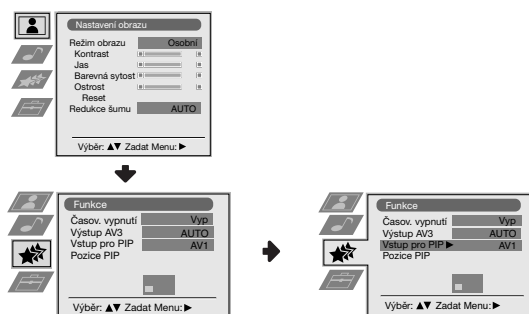 Nastavení obrazu
Režim obrazu Osobní
Kontrast
Jas
Barevná sytost
Ostrost
Reset
Redukce šumu AUTO
Výběr: ▲▼ Zadat Menu: ►
Funkce
Časov. vypnutí Vyp
Výstup AV3 AUTO
Vstup pro PIP AV1
Pozice PIP
Výběr: ▲▼ Zadat Menu: ►
Funkce
Časov. vypnutí Vyp
Výstup AV3 AUTO
Vstup pro PIP ► AV1
Pozice PIP
Výběr: ▲▼ Zadat Menu: ►